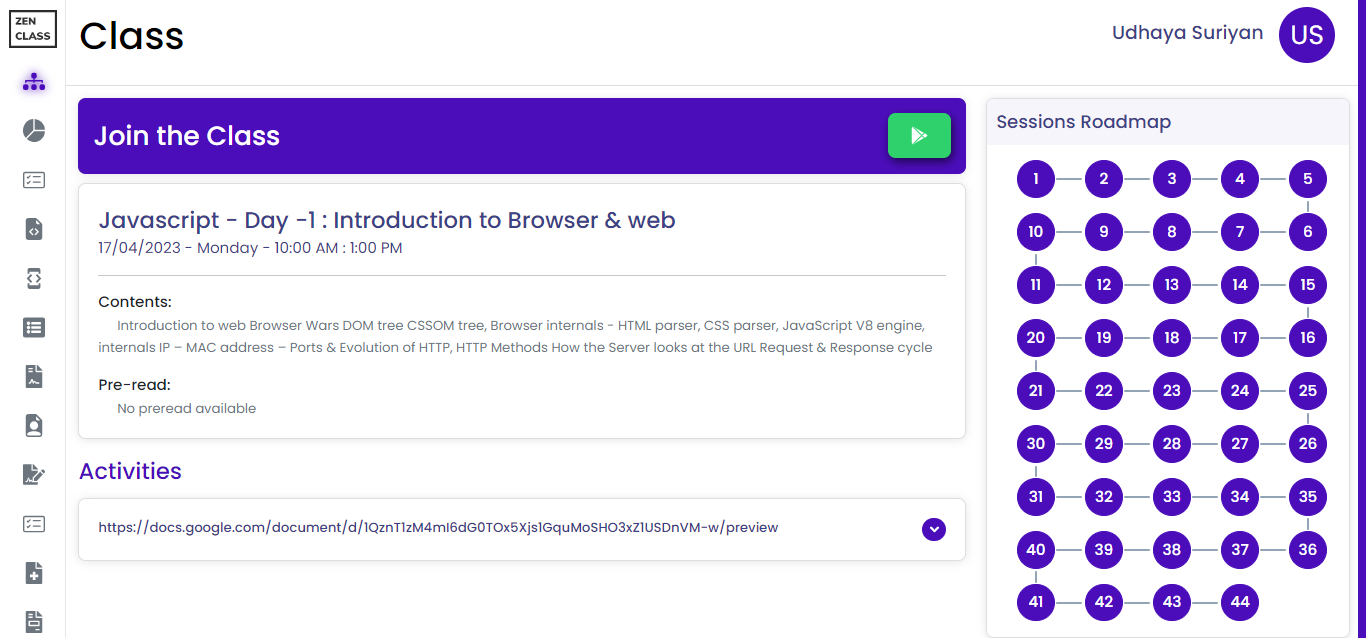 ZEN
CLASS
Class
Udhaya Suriyan
US
Join the Class
Javascript - Day -1 : Introduction to Browser & web
17/04/2023 - Monday - 10:00 AM : 1:00 PM
Contents:
Introduction to web Browser Wars DOM tree CSSOM tree, Browser internals - HTML parser, CSS parser, JavaScript V8 engine,
internals IP – MAC address – Ports & Evolution of HTTP, HTTP Methods How the Server looks at the URL Request & Response cycle
Pre-read:
No preread available
Activities
https://docs.google.com/document/d/1QznT1zM4mI6dG0TOx5Xjs1GquMoSHO3xZ1USDnVM-w/preview
Sessions Roadmap
1 2 3 4 5
10 9 8 7 6
11 12 13 14 15
20 19 18 17 16
21 22 23 24 25
30 29 28 27 26
31 32 33 34 35
40 39 38 37 36
41 42 43 44